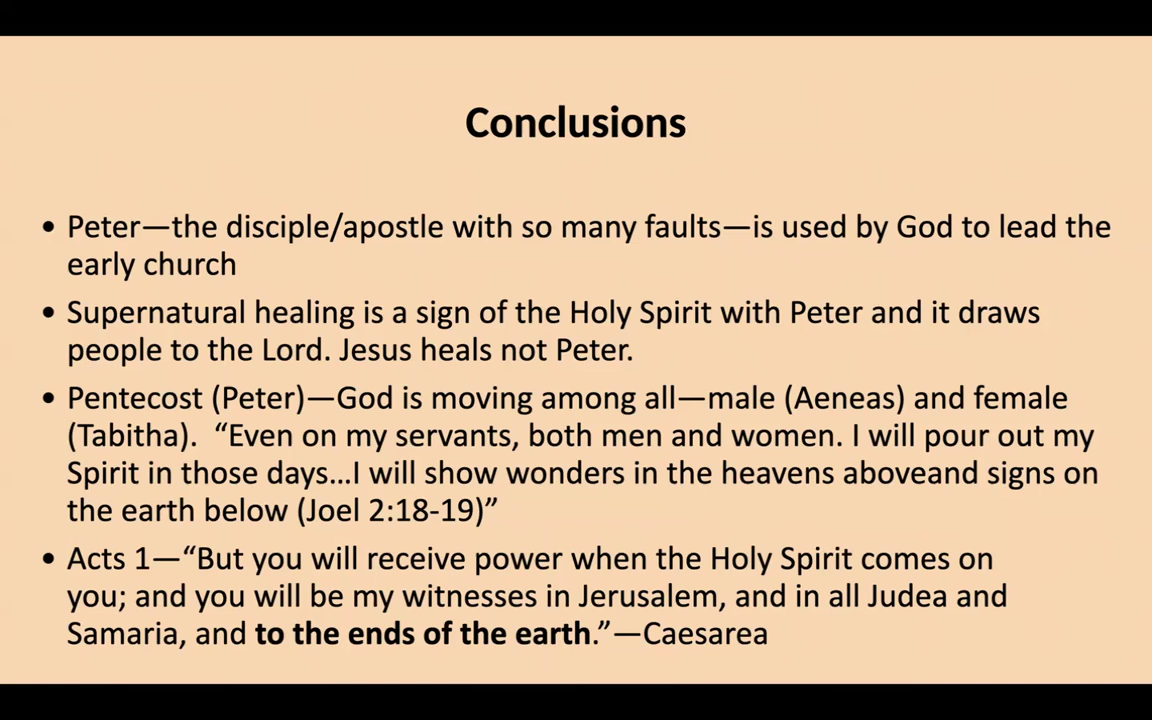 Conclusions
• Peter—the disciple/apostle with so many faults—is used by God to lead the
early church
• Supernatural healing is a sign of the Holy Spirit with Peter and it draws
people to the Lord. Jesus heals not Peter.
• Pentecost (Peter)—God is moving among all—male (Aeneas) and female
(Tabitha).  “Even on my servants, both men and women. I will pour out my
Spirit in those days…I will show wonders in the heavens aboveand signs on
the earth below (Joel 2:18-19)”
• Acts 1—“But you will receive power when the Holy Spirit comes on
you; and you will be my witnesses in Jerusalem, and in all Judea and
Samaria, and to the ends of the earth.”—Caesarea